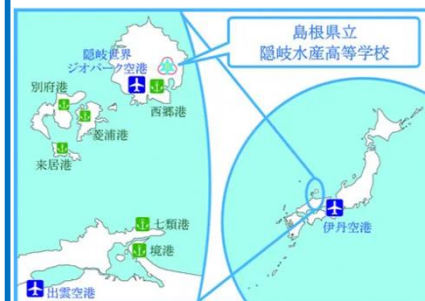 島根県立
隠岐水産高等学校
隠岐世界
ジオパーク空港
別府港
西郷港
菱浦港
来居港
七類港
境港
伊丹空港
出雲空港